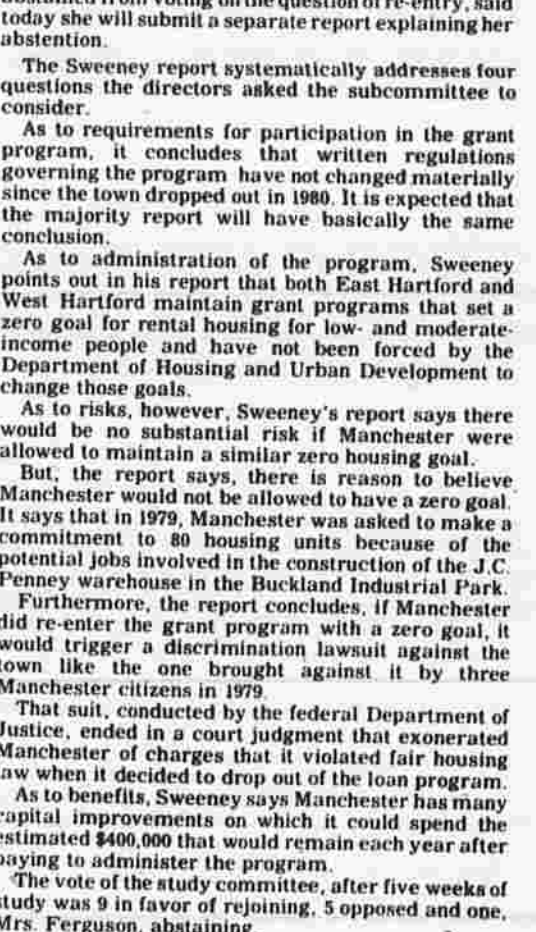 abstained from voting on the question of re-entry, said
today she will submit a separate report explaining her
abstention.
The Sweeney report systematically addresses four
questions the directors asked the subcommittee to
consider.
As to requirements for participation in the grant
program, it concludes that written regulations
governing the program have not changed materially
since the town dropped out in 1980. It is expected that
the majority report will have basically the same
conclusion.
As to administration of the program, Sweeney
points out in his report that both East Hartford and
West Hartford maintain grant programs that set a
zero goal for rental housing for low- and moderate-
income people and have not been forced by the
Department of Housing and Urban Development to
change those goals.
As to risks, however, Sweeney's report says there
would be no substantial risk if Manchester were
allowed to maintain a similar zero housing goal.
But, the report says, there is reason to believe
Manchester would not be allowed to have a zero goal.
It says that in 1979, Manchester was asked to make a
commitment to 80 housing units because of the
potential jobs involved in the construction of the J.C.
Penney warehouse in the Buckland Industrial Park.
Furthermore, the report concludes, if Manchester
did re-enter the grant program with a zero goal, it
would trigger a discrimination lawsuit against the
town like the one brought against it by three
Manchester citizens in 1979.
That suit, conducted by the federal Department of
Justice, ended in a court judgment that exonerated
Manchester of charges that it violated fair housing
law when it decided to drop out of the loan program.
As to benefits, Sweeney says Manchester has many
capital improvements on which it could spend the
estimated $400,000 that would remain each year after
paying to administer the program.
The vote of the study committee, after five weeks of
study was 9 in favor of rejoining, 5 opposed and one,
Mrs. Ferguson, abstaining.